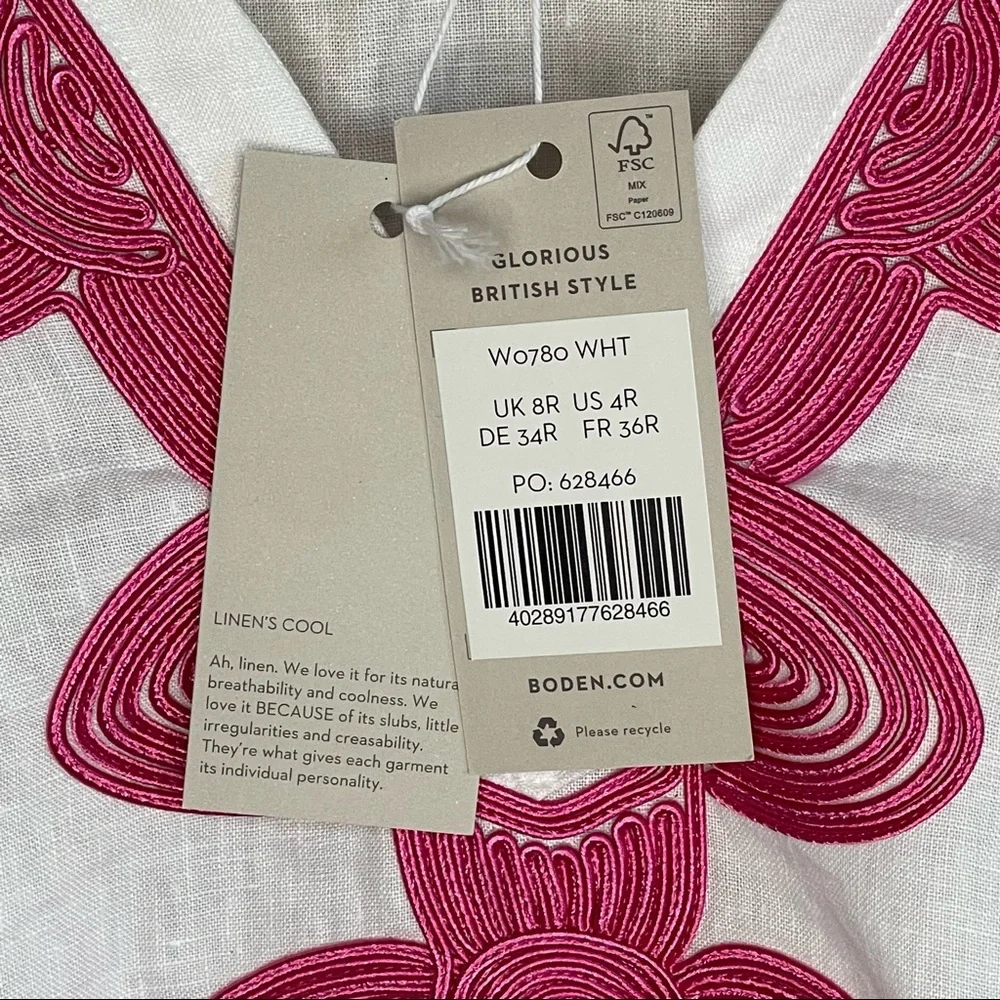 FSC™
MIX
Paper
FSC™ C120609
GLORIOUS
BRITISH STYLE
W0780 WHT
UK 8R US 4R
DE 34R FR 36R
PO: 628466
40289177628466
BODEN.COM
Please recycle
LINEN'S COOL
Ah, linen. We love it for its natura
breathability and coolness. We
love it BECAUSE of its slubs, little
irregularities and creasability.
They're what gives each garment
its individual personality.